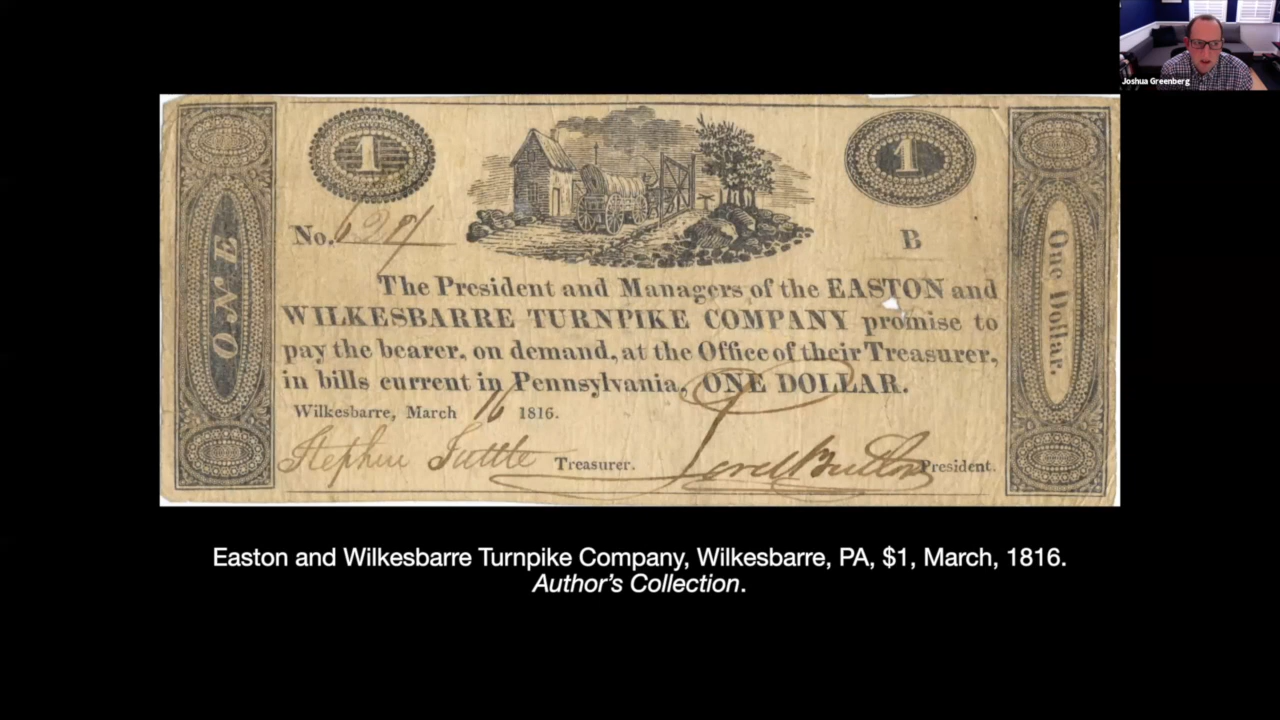 Joshua Greenberg
1
1
No. 6291
B
ONE
One Dollar.
The President and Managers of the EASTON and
WILKESBARRE TURNPIKE COMPANY promise to
pay the bearer, on demand, at the Office of their Treasurer,
in bills current in Pennsylvania, ONE DOLLAR.
Wilkesbarre, March 16 1816.
Stephen Tuttle Treasurer. President.
Easton and Wilkesbarre Turnpike Company, Wilkesbarre, PA, $1, March, 1816.
Author's Collection.